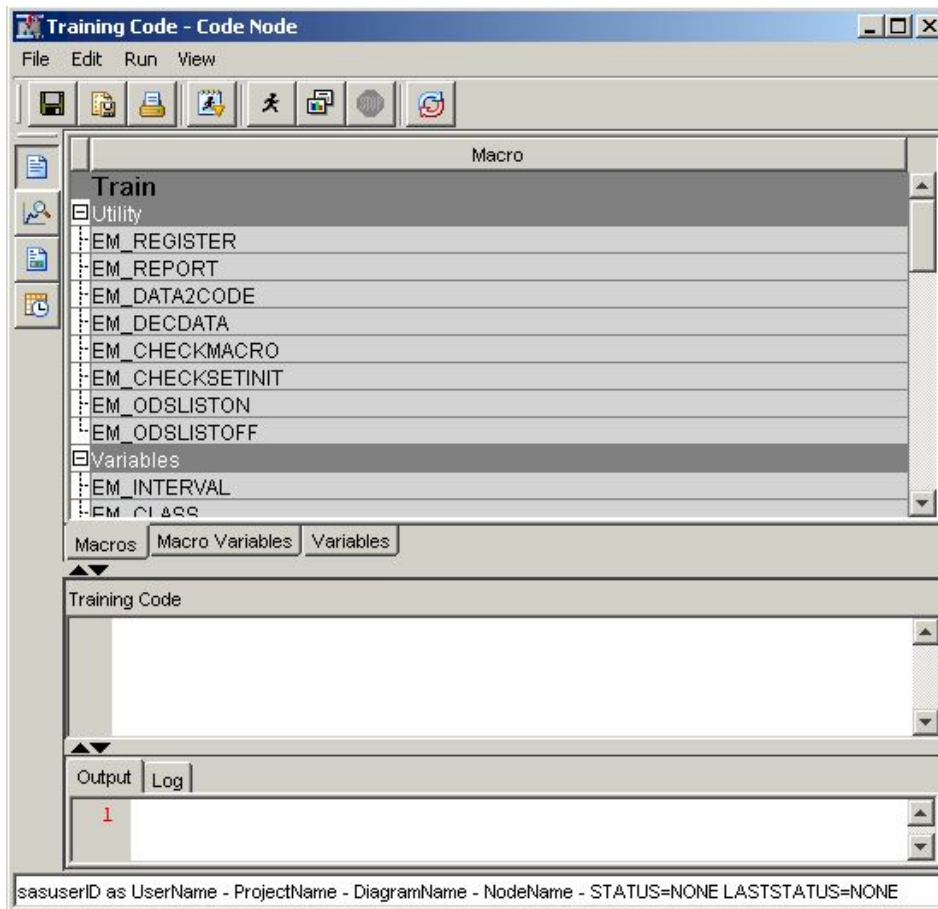 Training Code - Code Node
File Edit Run View
Macro
Train
Utility
EM_REGISTER
EM_REPORT
EM_DATA2CODE
EM_DECDATA
EM_CHECKMACRO
EM_CHECKSETINIT
EM_ODSLISTON
EM_ODSLISTOFF
Variables
EM_INTERVAL
EM_CLASS
Macros Macro Variables Variables
Training Code
Output Log
1
sasuserID as UserName - ProjectName - DiagramName - NodeName - STATUS=NONE LASTSTATUS=NONE